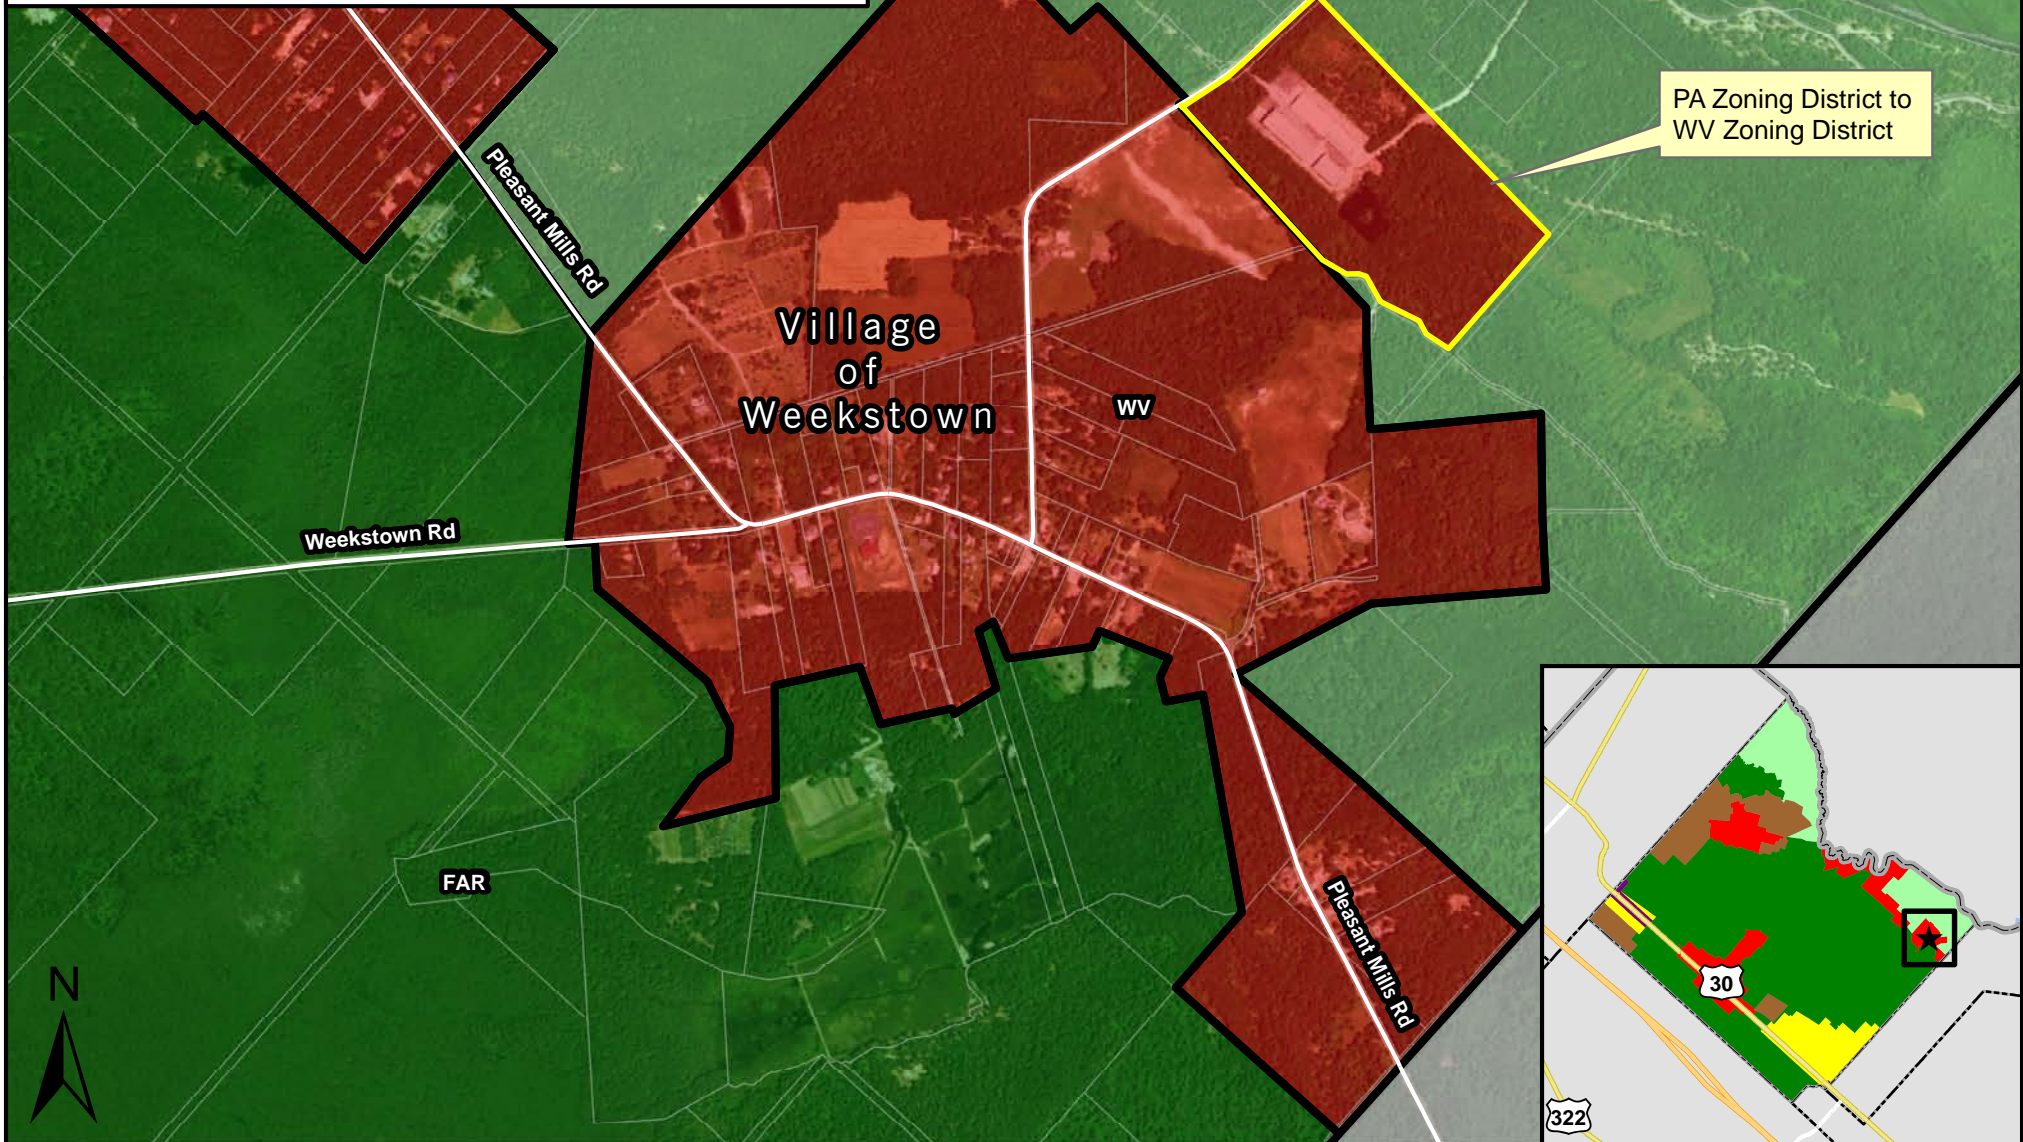 PA Zoning District to
WV Zoning District
Pleasant Mills Rd
Village
of
Weekstown
WV
Weekstown Rd
FAR
Pleasant Mills Rd
N
30
322